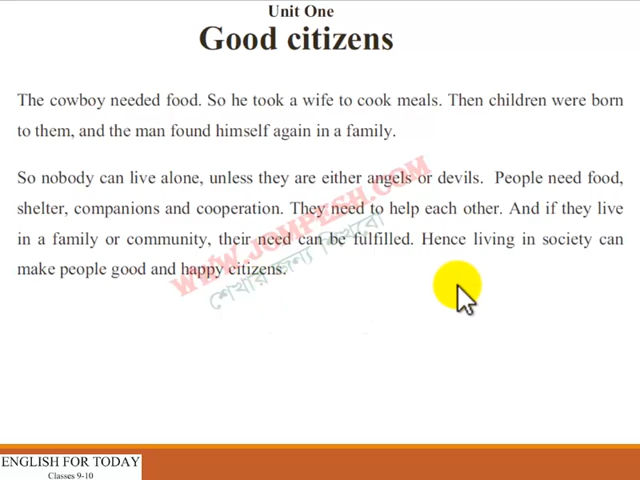 Unit One
Good citizens
The cowboy needed food. So he took a wife to cook meals. Then children were born
to them, and the man found himself again in a family.
So nobody can live alone, unless they are either angels or devils. People need food,
shelter, companions and cooperation. They need to help each other. And if they live
in a family or community, their need can be fulfilled. Hence living in society can
make people good and happy citizens.
WWW.JOMPESH.COM
শেখার জন্য লিখবো
ENGLISH FOR TODAY
Classes 9-10